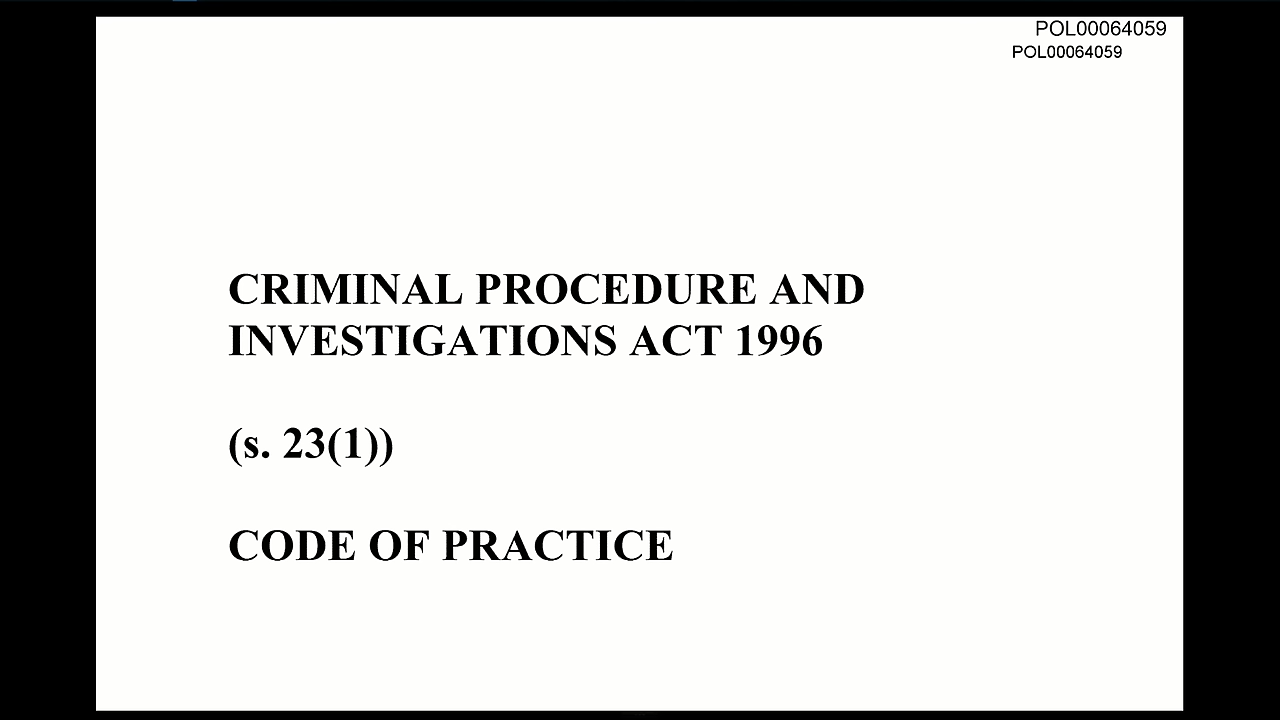 POL00064059
POL00064059
CRIMINAL PROCEDURE AND
INVESTIGATIONS ACT 1996
(s. 23(1))
CODE OF PRACTICE